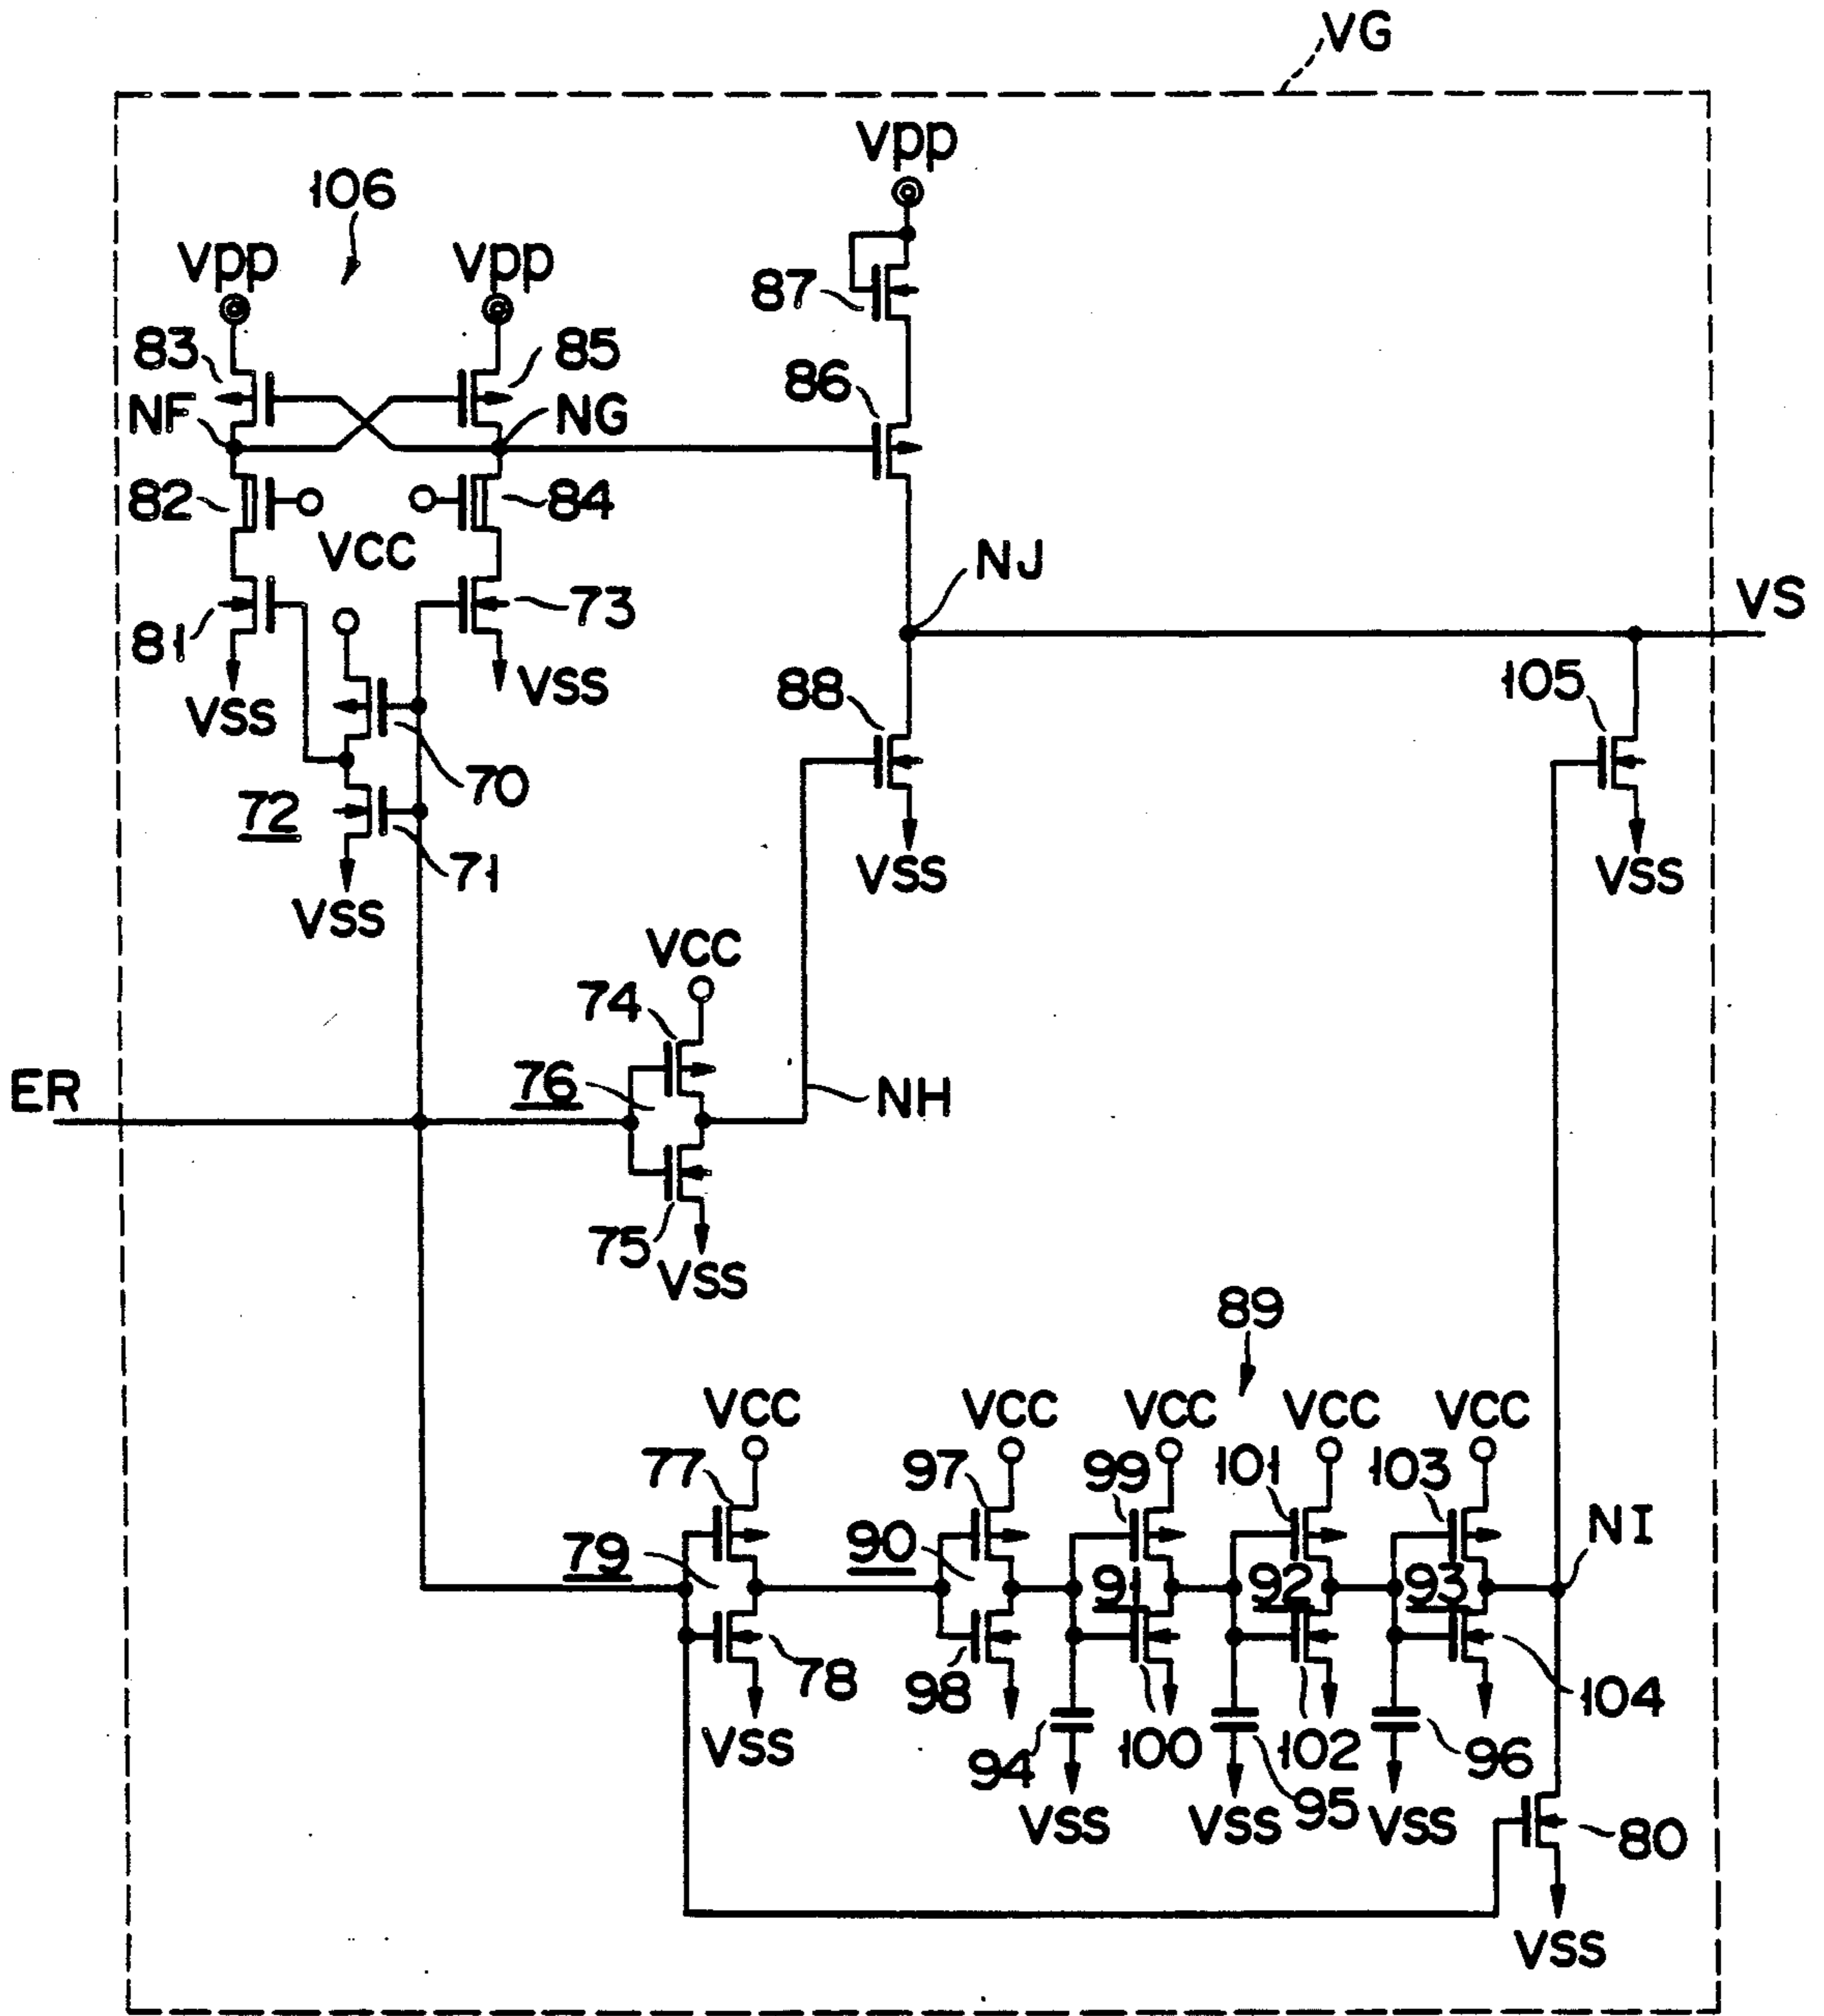 VG
Vpp
106
Vpp
Vpp
87
83
85
86
NF
NG
82
84
VCC
NJ
73
VS
81
VSS
VSS
88
105
70
72
71
VSS
VSS
VSS
VCC
74
ER
76
NH
75
VSS
89
VCC
VCC
VCC
VCC
VCC
77
97
99
101
103
NI
79
90
91
92
93
78
98
104
VSS
94
100
95
102
96
VSS
VSS
VSS
80
VSS